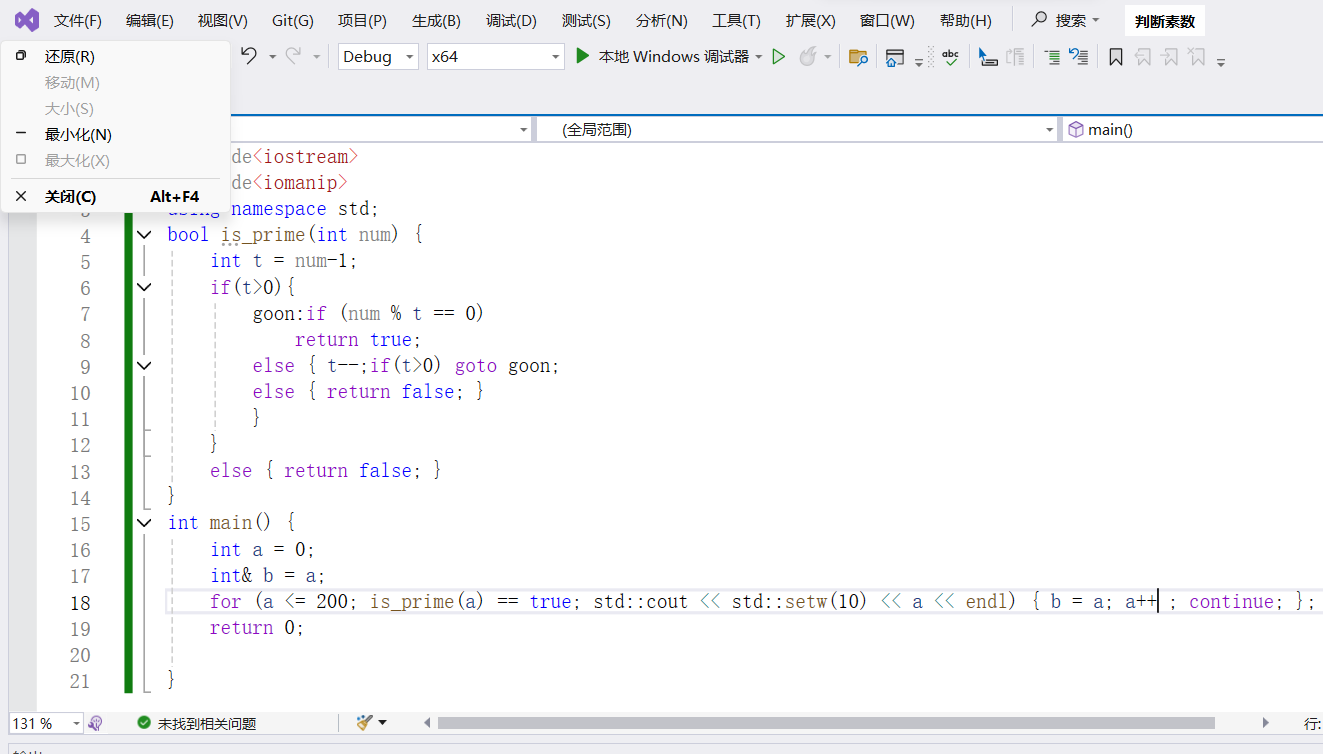 文件(F) 编辑(E) 视图(V) Git(G) 项目(P) 生成(B) 调试(D) 测试(S) 分析(N) 工具(T) 扩展(X) 窗口(W) 帮助(H) 搜索 判断素数
还原(R)
移动(M)
大小(S)
最小化(N)
最大化(X)
关闭(C) Alt+F4
Debug x64 本地 Windows 调试器 abc
(全局范围) main()
de<iostream>
de<iomanip>
using namespace std;
4 bool is_prime(int num) {
5 int t = num-1;
6 if(t>0){
7 goon:if (num % t == 0)
8 return true;
9 else { t--;if(t>0) goto goon;
10 else { return false; }
11 }
12 }
13 else { return false; }
14 }
15 int main() {
16 int a = 0;
17 int& b = a;
18 for (a <= 200; is_prime(a) == true; std::cout << std::setw(10) << a << endl) { b = a; a++ ; continue; };
19 return 0;
20
21 }
131 % 未找到相关问题 行: